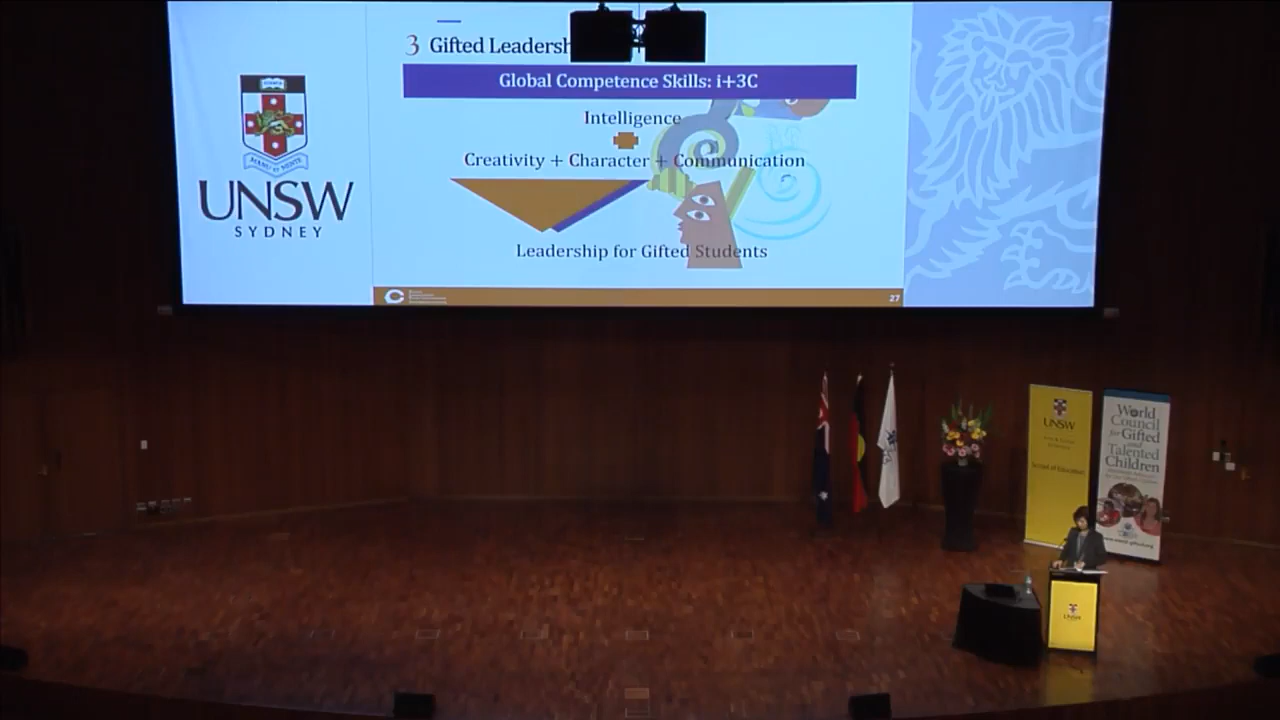 3 Gifted Leadersh
Global Competence Skills: i+3C
Intelligence
Creativity + Character + Communication
Leadership for Gifted Students
27
UNSW
SYDNEY
UNSW
School of Education
World
Council
for Gifted
and
Talented
Children
UNSW